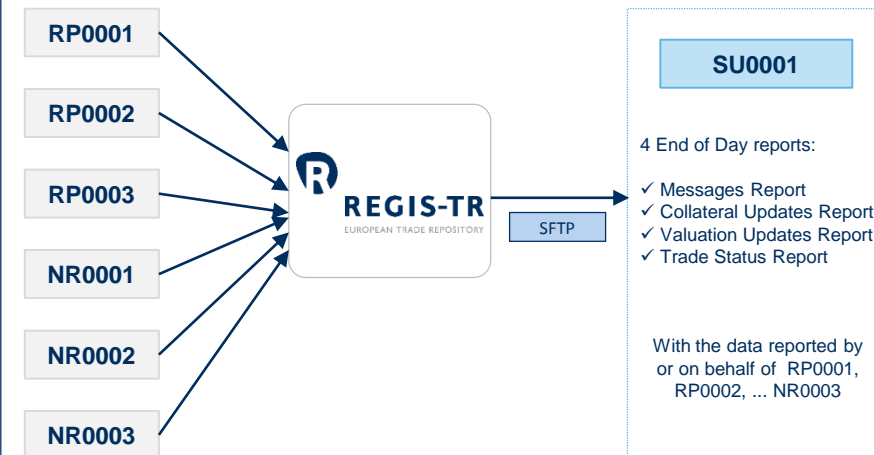 RP0001
RP0002
RP0003
NR0001
NR0002
NR0003
R
REGIS-TR
EUROPEAN TRADE REPOSITORY
SFTP
SU0001
4 End of Day reports:
✓ Messages Report
✓ Collateral Updates Report
✓ Valuation Updates Report
✓ Trade Status Report
With the data reported by
or on behalf of RP0001,
RP0002, ... NR0003